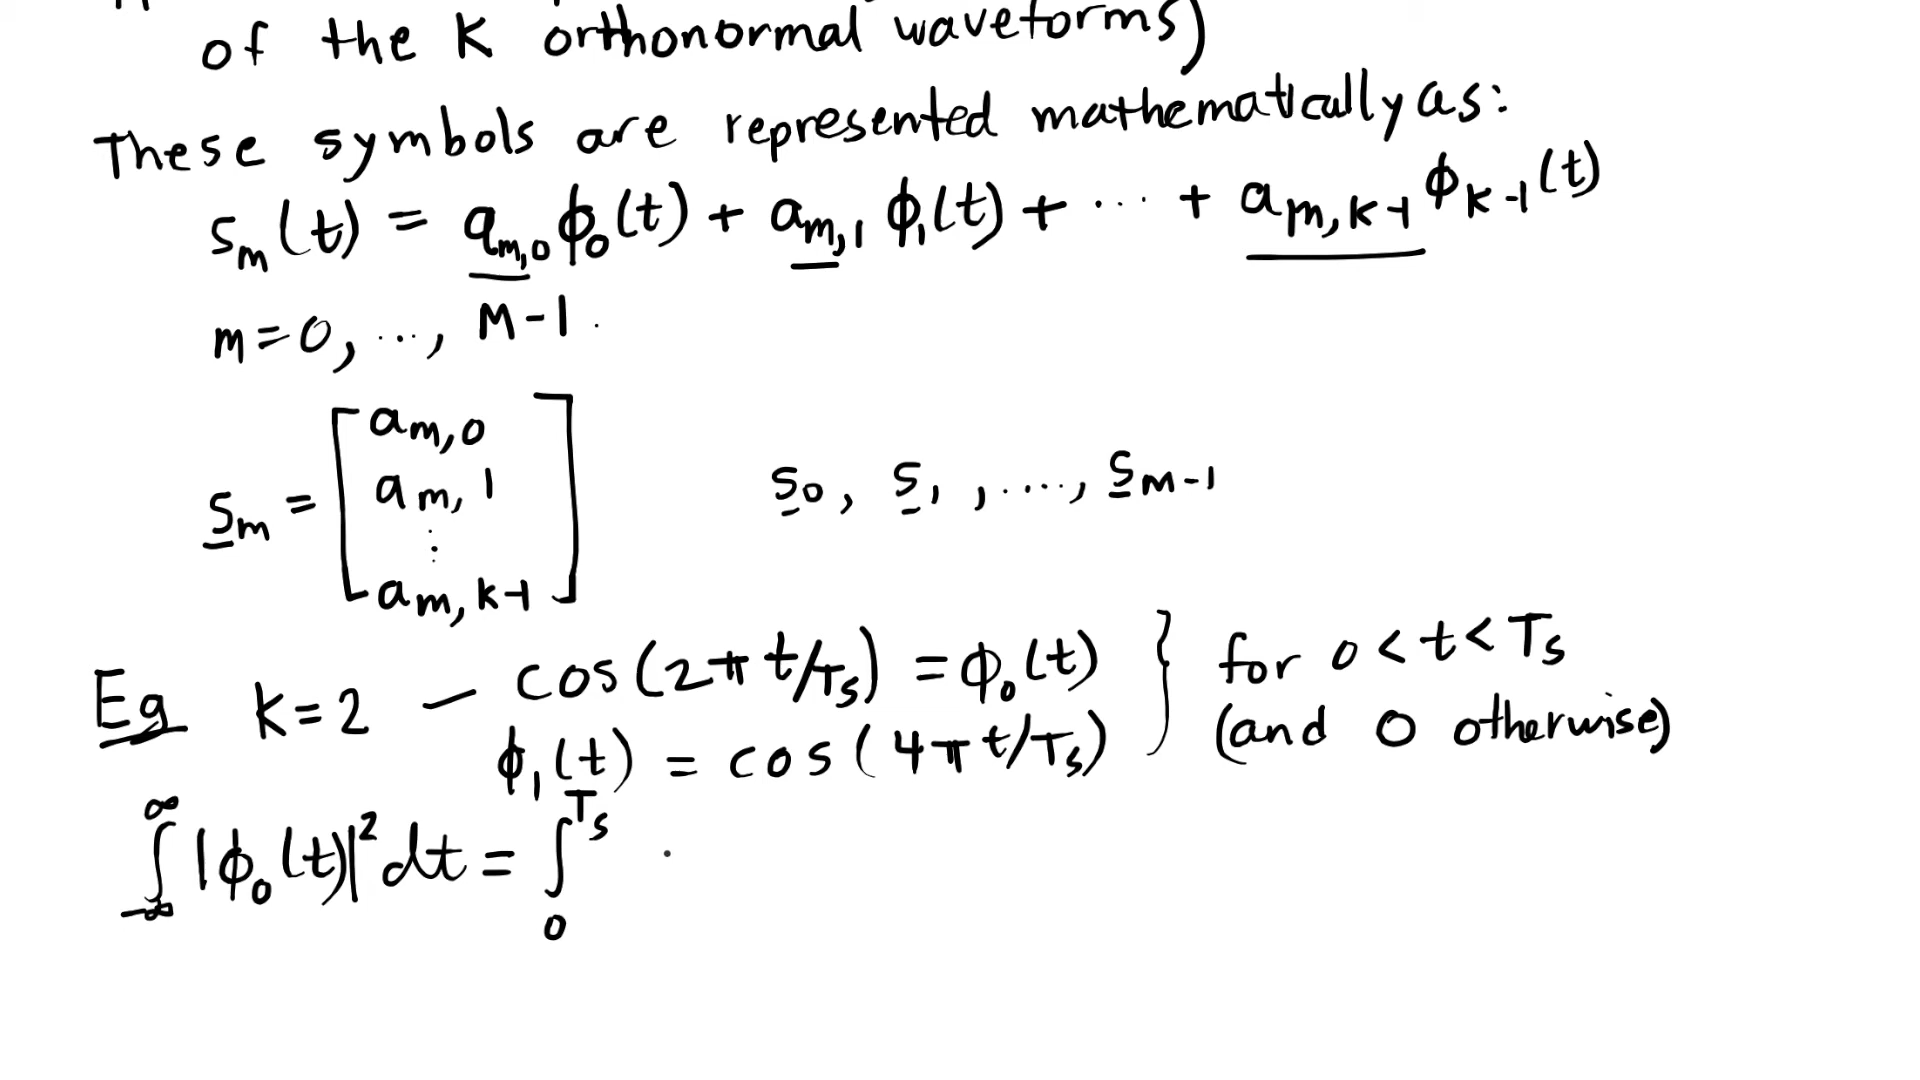 of the K orthonormal waveforms)
These symbols are represented mathematically as:
s_m(t) = a_{m,0} ϕ_0(t) + a_{m,1} ϕ_1(t) + ··· + a_{m,K-1} ϕ_{K-1}(t)
m=0, ..., M-1.
s_m = [a_{m,0} a_{m,1} ⋮ a_{m,K-1}]    s_0, s_1, ...., s_{M-1}
Eg K=2 — cos(2π t/T_s) = ϕ_0(t) } for 0 < t < T_s
ϕ_1(t) = cos(4π t/T_s) (and 0 otherwise)
∫_{-∞}^{∞} |ϕ_0(t)|^2 dt = ∫_0^{T_s}